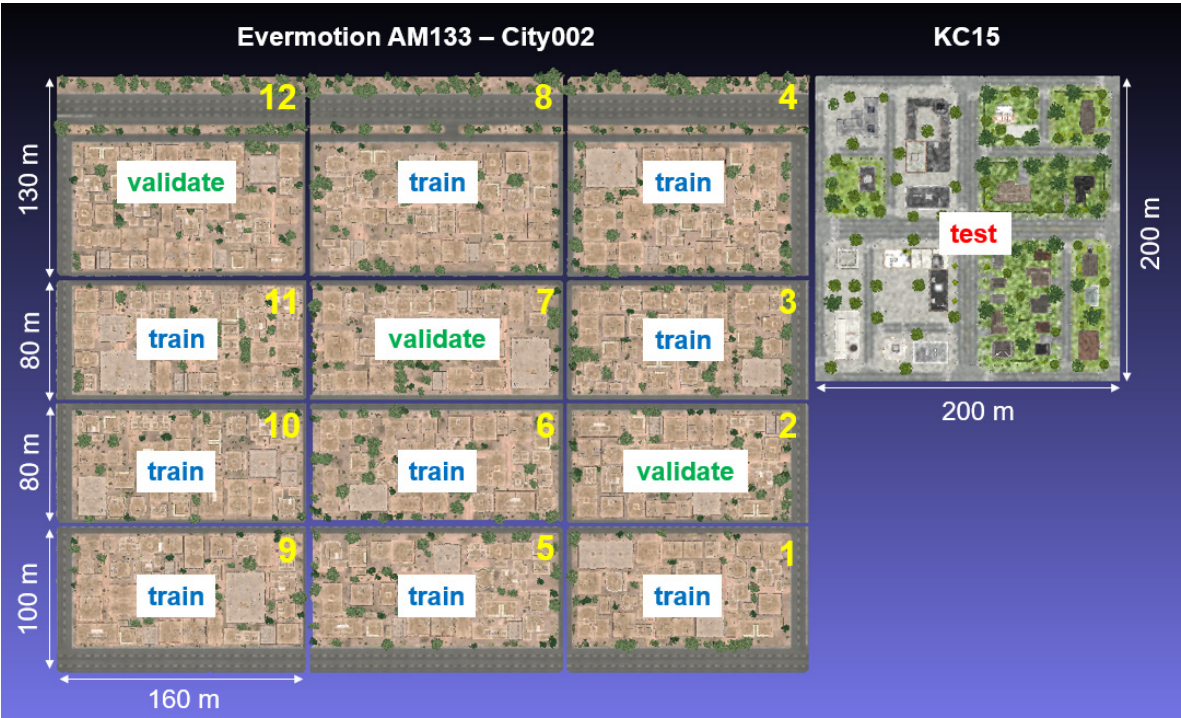 Evermotion AM133 – City002
KC15
12
8
4
130 m
validate
train
train
test
200 m
11
7
3
80 m
train
validate
train
200 m
10
6
2
80 m
train
train
validate
9
5
1
100 m
train
train
train
160 m